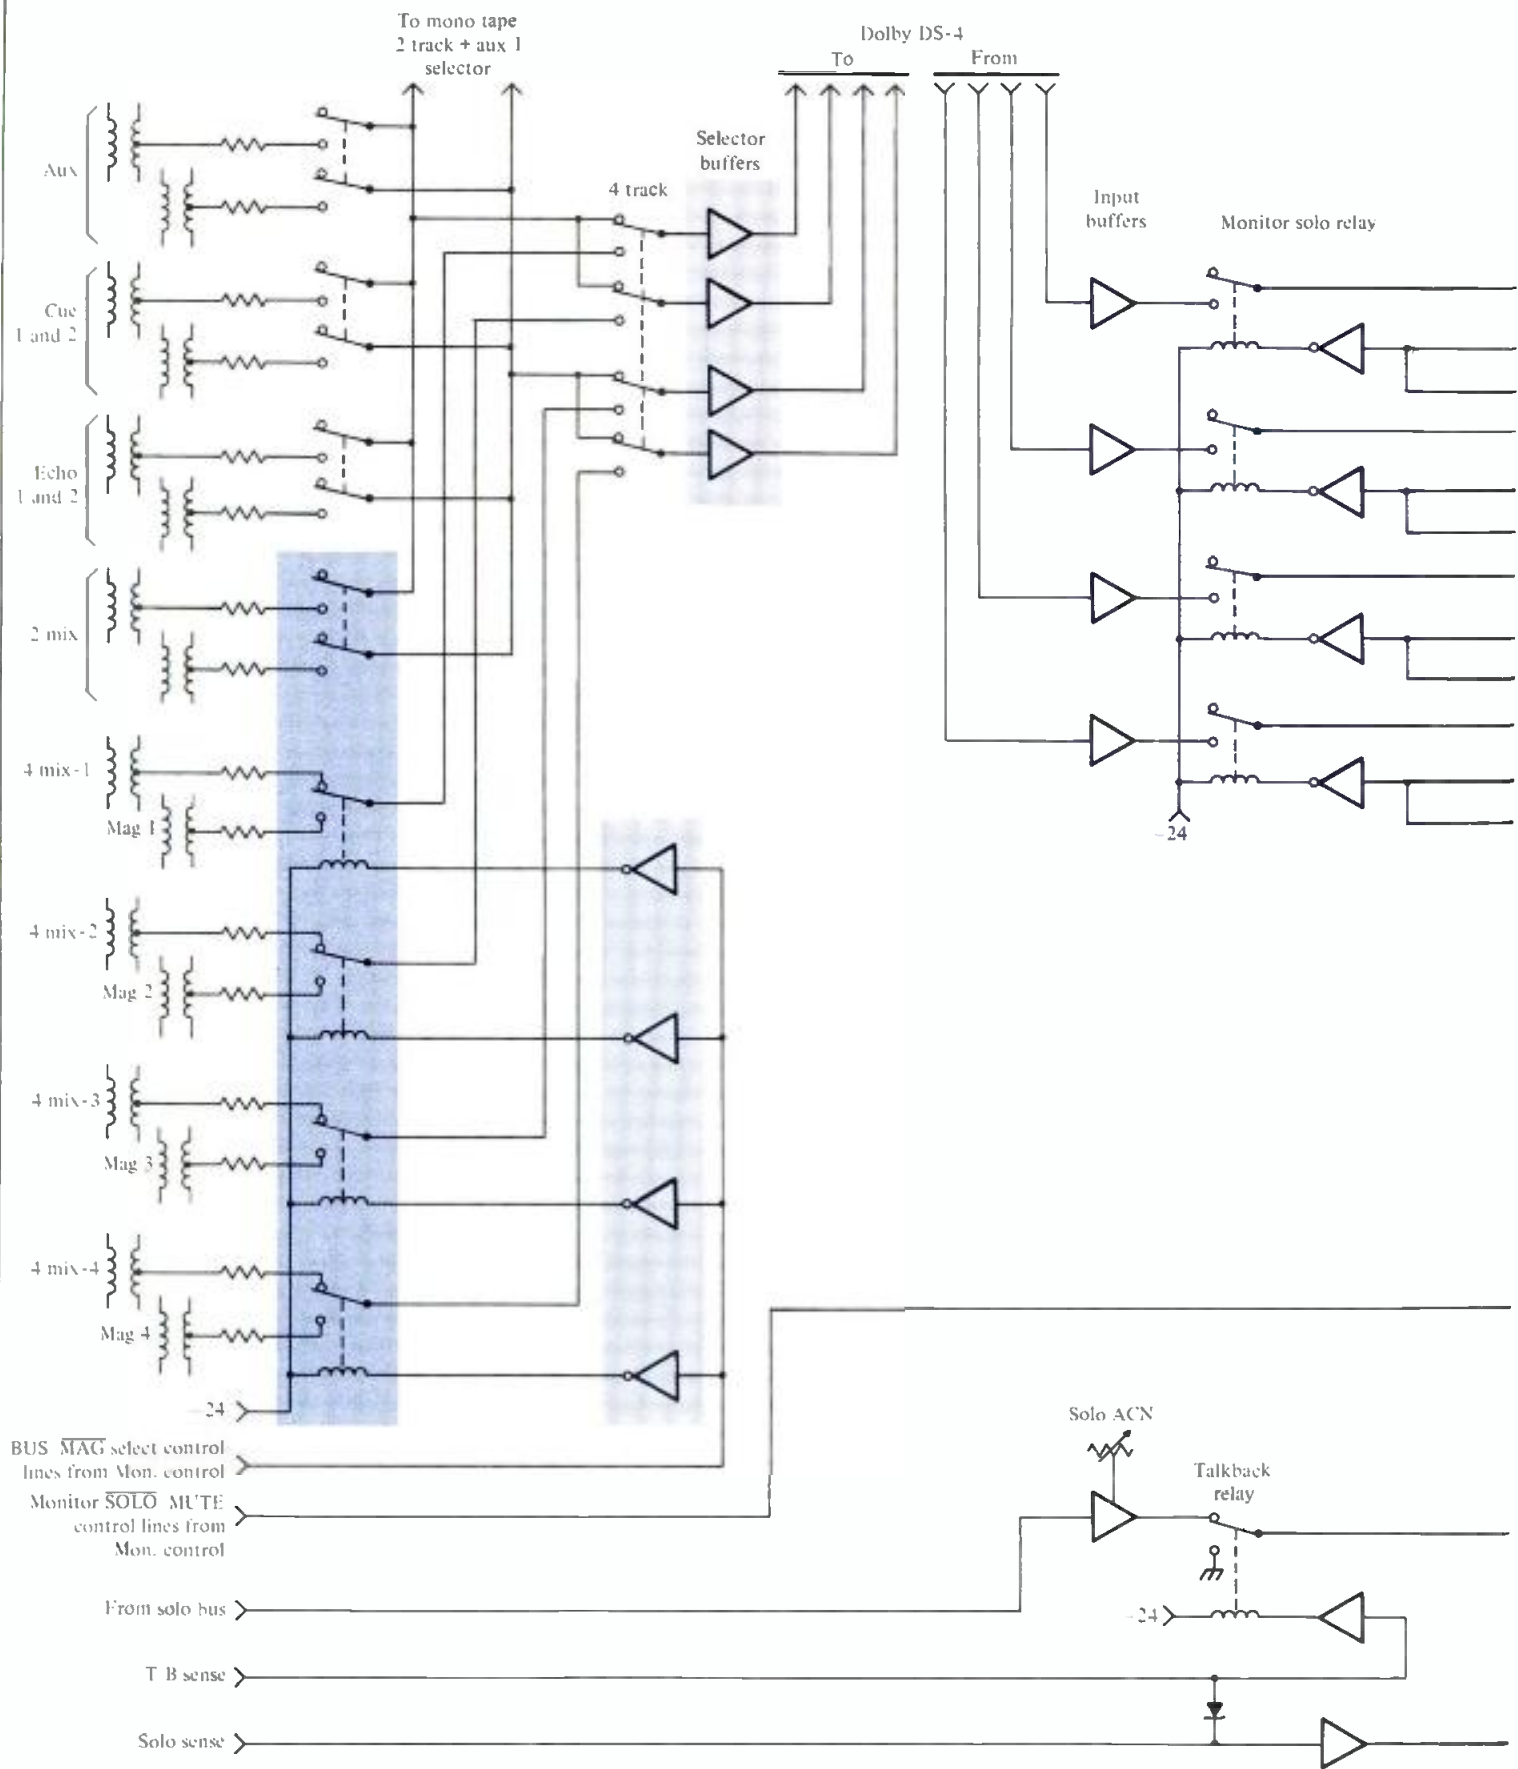 To mono tape
2 track + aux 1
selector
Dolby DS-4
To
From
Aux
Selector
buffers
4 track
Input
buffers
Monitor solo relay
Cue
1 and 2
Echo
1 and 2
2 mix
4 mix-1
Mag 1
-24
4 mix-2
Mag 2
4 mix-3
Mag 3
4 mix-4
Mag 4
-24
BUS MAG select control
lines from Mon. control
Monitor SOLO MUTE
control lines from
Mon. control
From solo bus
T B sense
Solo sense
Solo ACN
Talkback
relay
-24